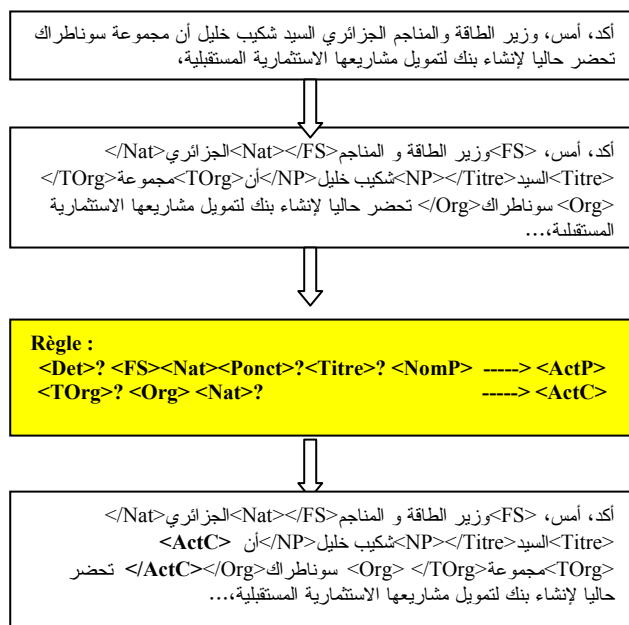 أكد، أمس، وزير الطاقة والمناجم الجزائري السيد شكيب خليل أن مجموعة سوناطراك
تحضر حاليا لإنشاء بنك لتمويل مشاريعها الاستثمارية المستقبلية،
أكد، أمس، <FS>وزير الطاقة و المناجم</FS><Nat>الجزائري</Nat>
<Titre>السيد</Titre><NP>شكيب خليل</NP>أن<TOrg>مجموعة</TOrg>
<Org> سوناطراك</Org> تحضر حاليا لإنشاء بنك لتمويل مشاريعها الاستثمارية
المستقبلية،...
Règle :
<Det>? <FS><Nat><Ponct>?<Titre>? <NomP> -----> <ActP>
<TOrg>? <Org> <Nat>? -----> <ActC>
أكد، أمس، <FS>وزير الطاقة و المناجم</FS><Nat>الجزائري</Nat>
<Titre>السيد</Titre><NP>شكيب خليل</NP>أن <ActC>
<TOrg>مجموعة</TOrg> <Org> سوناطراك</Org></ActC> تحضر
حاليا لإنشاء بنك لتمويل مشاريعها الاستثمارية المستقبلية،...